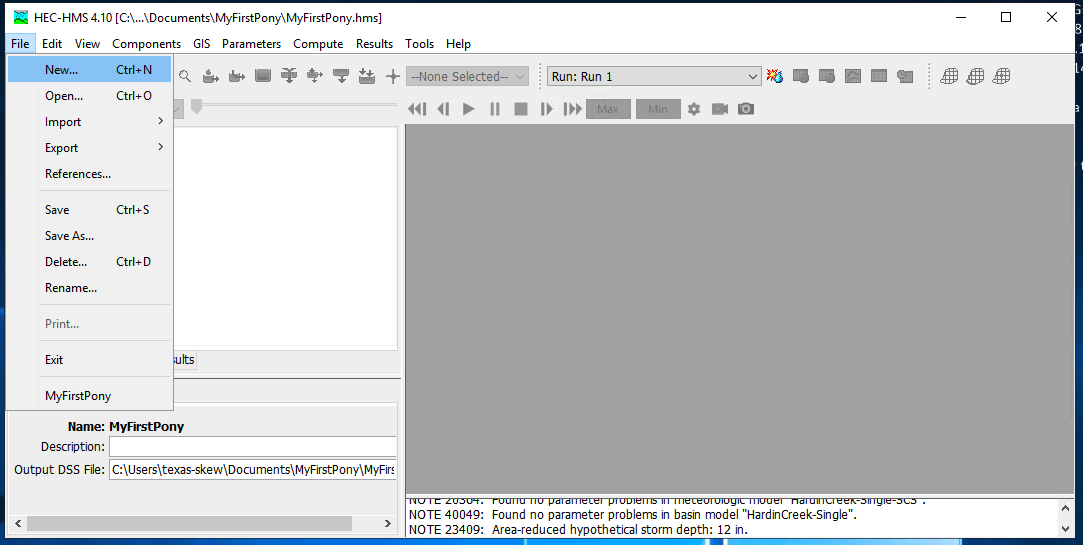 HEC-HMS 4.10 [C:\...\Documents\MyFirstPony\MyFirstPony.hms]
File Edit View Components GIS Parameters Compute Results Tools Help
New... Ctrl+N
--None Selected--
Run: Run 1
Open... Ctrl+O
Max Min
Import
Export
References...
Save Ctrl+S
Save As...
Delete... Ctrl+D
Rename...
Print...
Exit
MyFirstPony
Name: MyFirstPony
Description:
Output DSS File: C:\Users\texas-skew\Documents\MyFirstPony\MyFirs
NOTE 20364: Found no parameter problems in meteorologic model "HardinCreek-Single-SCS".
NOTE 40049: Found no parameter problems in basin model "HardinCreek-Single".
NOTE 23409: Area-reduced hypothetical storm depth: 12 in.